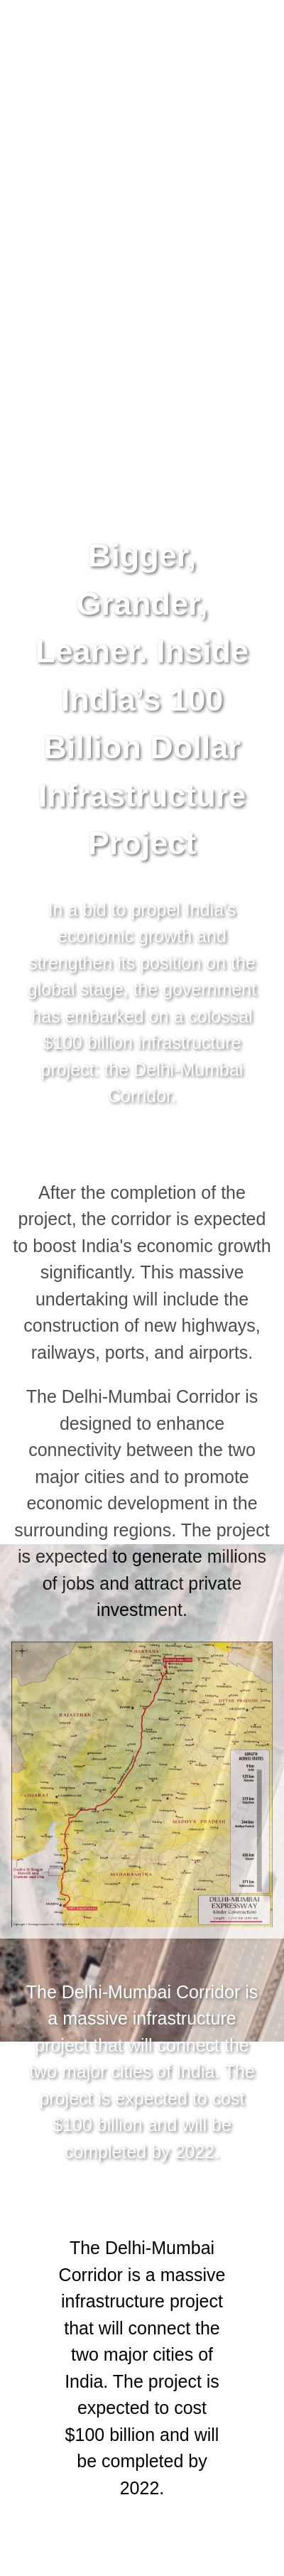 Bigger,
Grander,
Leaner. Inside
India's 100
Billion Dollar
Infrastructure
Project
In a bid to propel India's
economic growth and
strengthen its position on the
global stage, the government
has embarked on a colossal
$100 billion infrastructure
project: the Delhi-Mumbai
Corridor.
After the completion of the
project, the corridor is expected
to boost India's economic growth
significantly. This massive
undertaking will include the
construction of new highways,
railways, ports, and airports.
The Delhi-Mumbai Corridor is
designed to enhance
connectivity between the two
major cities and to promote
economic development in the
surrounding regions. The project
is expected to generate millions
of jobs and attract private
investment.
HARYANA
UTTAR PRADESH
RAJASTHAN
GUJARAT
MADHYA PRADESH
MAHARASHTRA
DELHI-MUMBAI
EXPRESSWAY
The Delhi-Mumbai Corridor is
a massive infrastructure
project that will connect the
two major cities of India. The
project is expected to cost
$100 billion and will be
completed by 2022.
The Delhi-Mumbai
Corridor is a massive
infrastructure project
that will connect the
two major cities of
India. The project is
expected to cost
$100 billion and will
be completed by
2022.